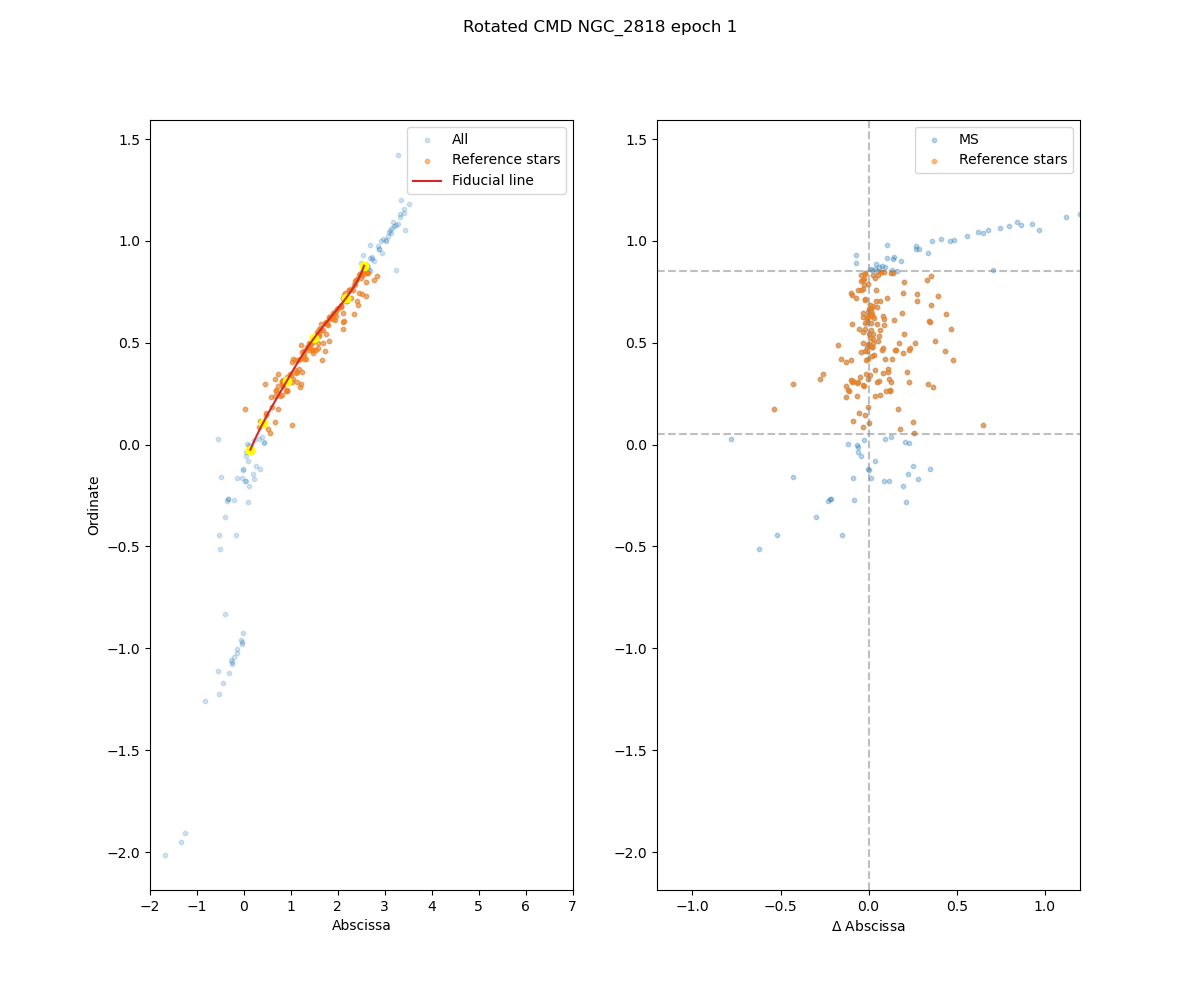 Rotated CMD NGC_2818 epoch 1
All
Reference stars
Fiducial line
1.5
1.0
0.5
0.0
−0.5
−1.0
−1.5
−2.0
Ordinate
−2 −1 0 1 2 3 4 5 6 7
Abscissa
MS
Reference stars
1.5
1.0
0.5
0.0
−0.5
−1.0
−1.5
−2.0
−1.0 −0.5 0.0 0.5 1.0
Δ Abscissa